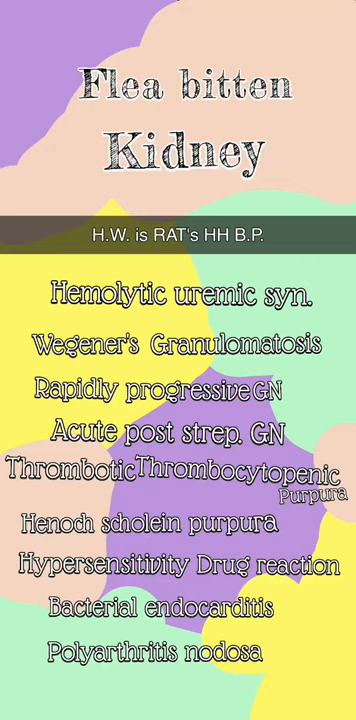 Flea bitten
Kidney
H.W. is RAT's HH B.P.
Hemolytic uremic syn.
Wegener's Granulomatosis
Rapidly progressive GN
Acute post strep. GN
Thrombotic Thrombocytopenic
Purpura
Henoch scholein purpura
Hypersensitivity Drug reaction
Bacterial endocarditis
Polyarthritis nodosa